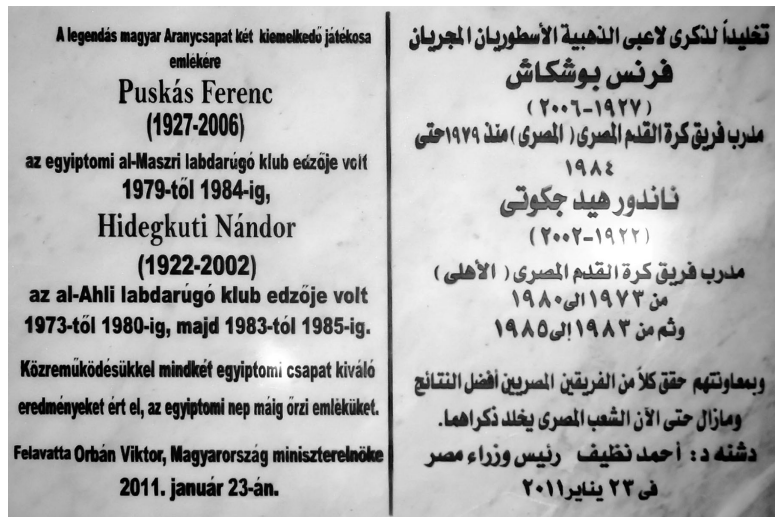 A legendás magyar Aranycsapat két kiemelkedő játékosa
emlékére
Puskás Ferenc
(1927-2006)
az egyiptomi al-Maszri labdarúgó klub edzője volt
1979-től 1984-ig,
Hidegkuti Nándor
(1922-2002)
az al-Ahli labdarúgó klub edzője volt
1973-től 1980-ig, majd 1983-tól 1985-ig.
Közreműködésükkel mindkét egyiptomi csapat kiváló
eredményeket ért el, az egyiptomi nep máig őrzi emléküket.
Felavatta Orbán Viktor, Magyarország miniszterelnöke
2011. január 23-án.
تخليداً لذكرى لاعبى الذهبية الأسطوريان المجريان
فرنس بوشكاش
(١٩٢٧-٢٠٠٦)
مدرب فريق كرة القدم المصرى ( المصرى ) منذ ١٩٧٩ حتى
١٩٨٤
ناندور هيد جكوتى
(١٩٢٢-٢٠٠٢)
مدرب فريق كرة القدم المصرى ( الأهلى )
من ١٩٧٣ الى ١٩٨٠
وثم من ١٩٨٣ إلى ١٩٨٥
وبمعاونتهم حقق كلاً من الفريقين المصريين أفضل النتائج
ومازال حتى الآن الشعب المصرى يخلد ذكراهما.
دشنه د: أحمد نظيف رئيس وزراء مصر
فى ٢٣ يناير ٢٠١١